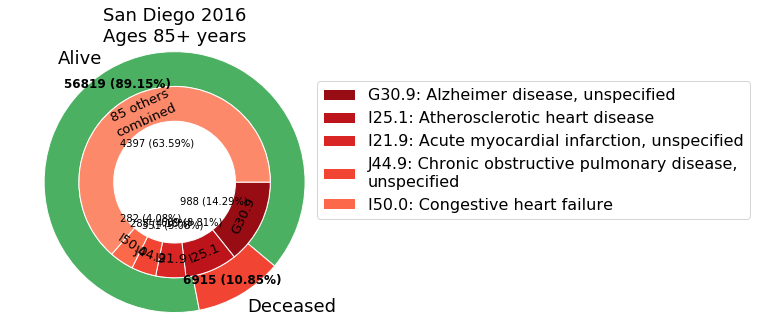 San Diego 2016
Ages 85+ years
Alive
56819 (89.15%)
85 others
combined
4397 (63.59%)
988 (14.29%)
282 (4.08%)
G30.9
I25.1
I21.9
J44.9
I50.0
6915 (10.85%)
Deceased
G30.9: Alzheimer disease, unspecified
I25.1: Atherosclerotic heart disease
I21.9: Acute myocardial infarction, unspecified
J44.9: Chronic obstructive pulmonary disease,
unspecified
I50.0: Congestive heart failure